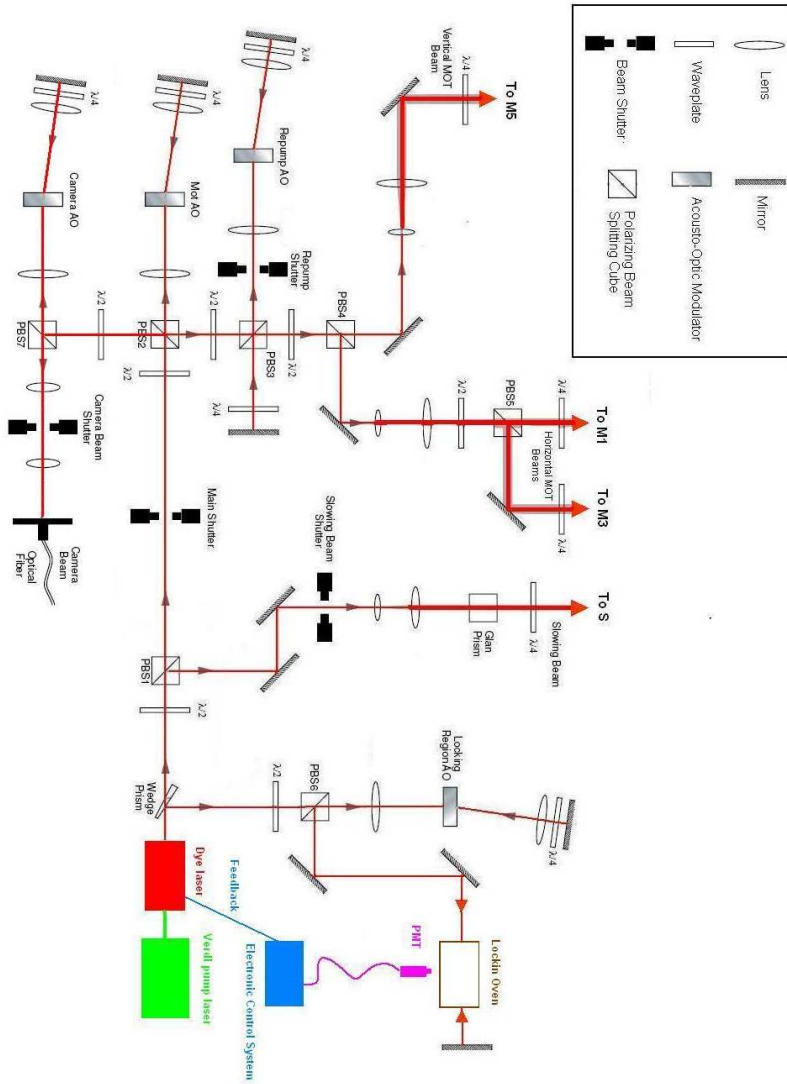 Lens
Mirror
Waveplate
Acousto-Optic Modulator
Beam Shutter
Polarizing Beam
Splitting Cube
To M5
λ/4
Vertical MOT
Beam
λ/4
Repump AO
Repump
Shutter
λ/4
Mot AO
λ/4
Camera AO
PBS4
λ/2
PBS3
λ/4
λ/2
PBS2
λ/2
λ/2
PBS7
Camera Beam
Shutter
Camera
Beam
Optical
Fiber
To M1
λ/4
To M3
λ/4
PBS5
Horizontal MOT
Beams
λ/2
Main Shutter
To S
λ/4
Slowing Beam
Glan
Prism
Slowing Beam
Shutter
PBS1
λ/2
Wedge
Prism
λ/2
PBS6
Locking
Region AO
λ/4
Dye laser
Feedback
Verdi pump laser
Electronic Control System
PMT
Lockin Oven